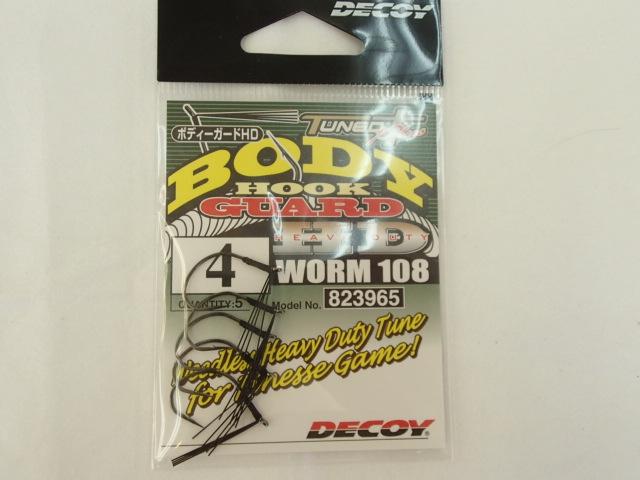 DECOY
ボディーガードHD
TUNED
BODY
HOOK
GUARD
HD
HEAVY DUTY
4 WORM 108
QUANTITY:5 Model No. 823965
Heavy Duty Tune
for Finesse Game!
DECOY